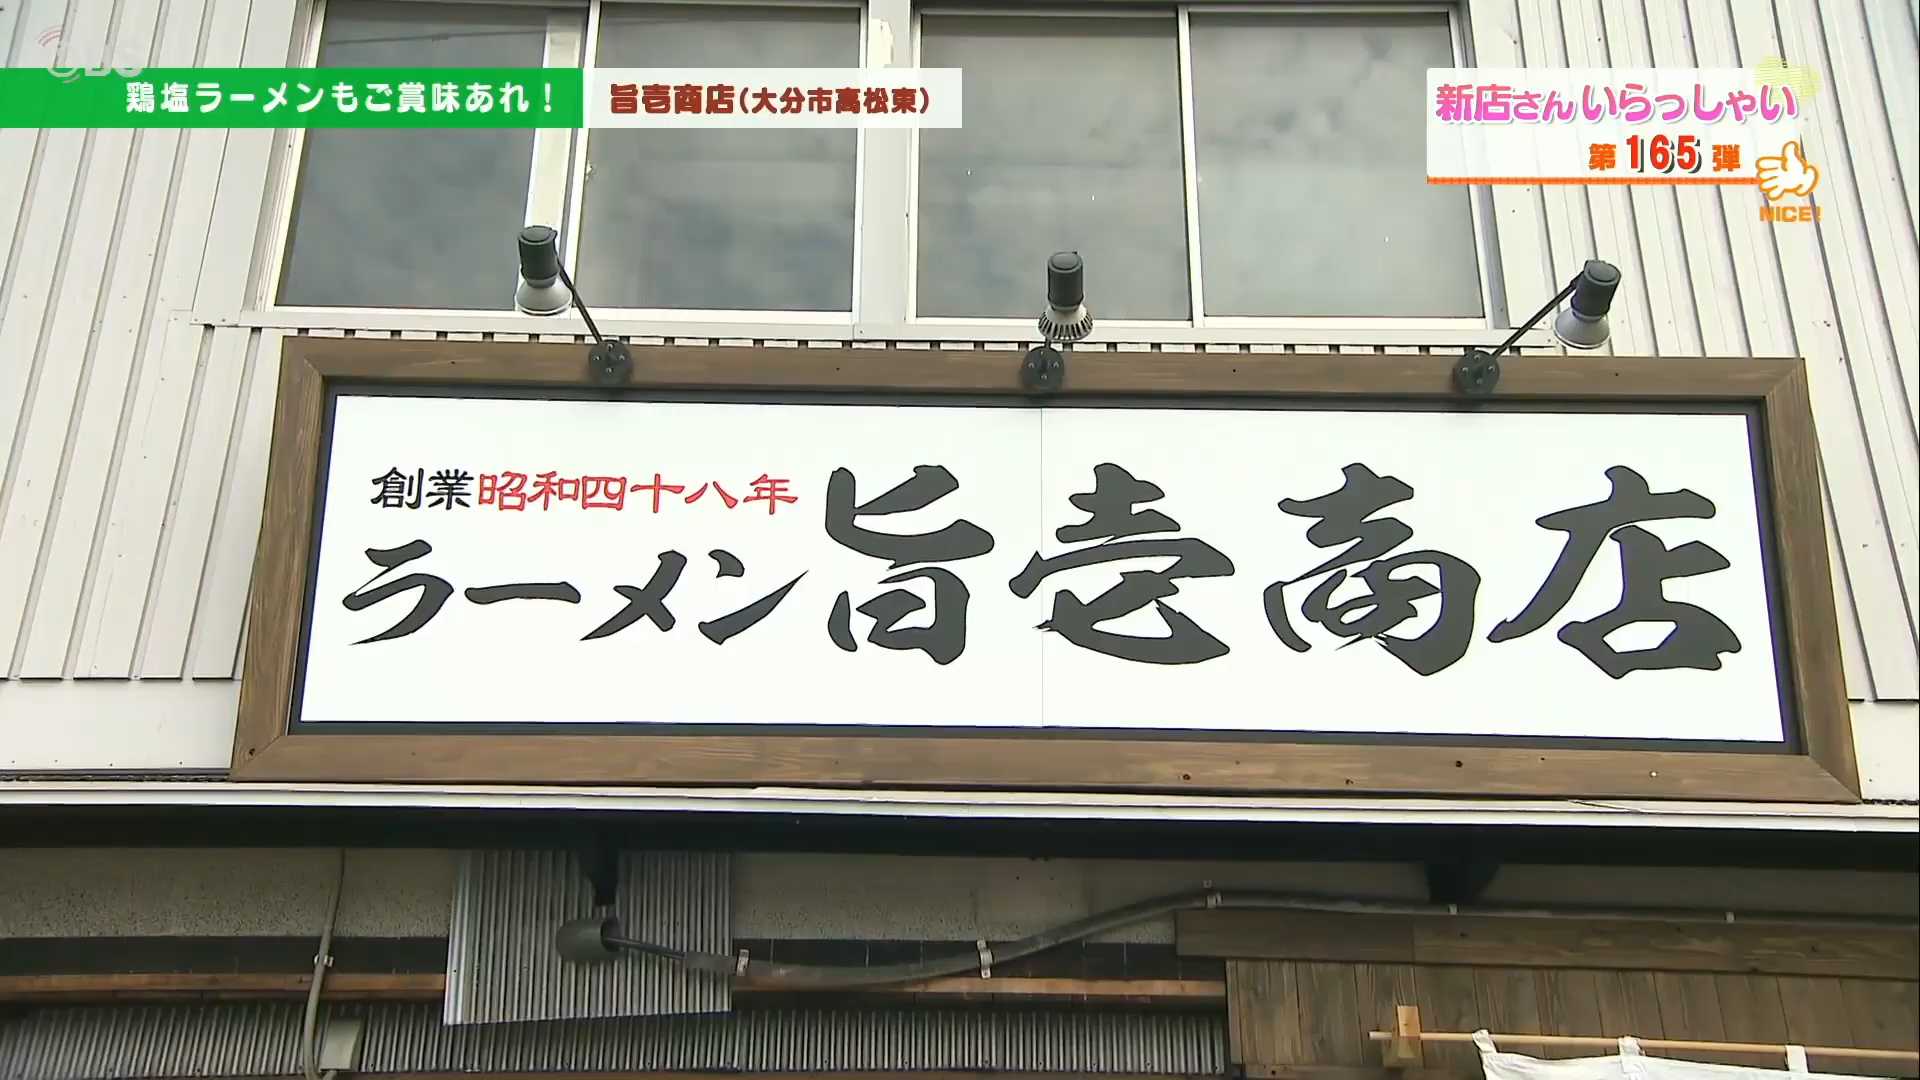 OBS
鶏塩ラーメンもご賞味あれ！
旨壱商店(大分市高松東)
新店さんいらっしゃい
第165弾
NICE!
創業昭和四十八年
ラーメン旨壱商店